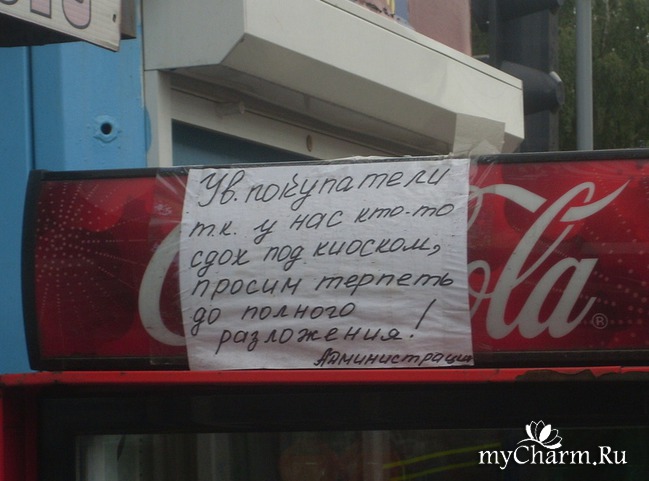 Ув. покупатели
т.к. у нас кто-то
сдох под киоском,
просим терпеть
до полного
разложения!
Администрация
Cola®
myCharm.Ru